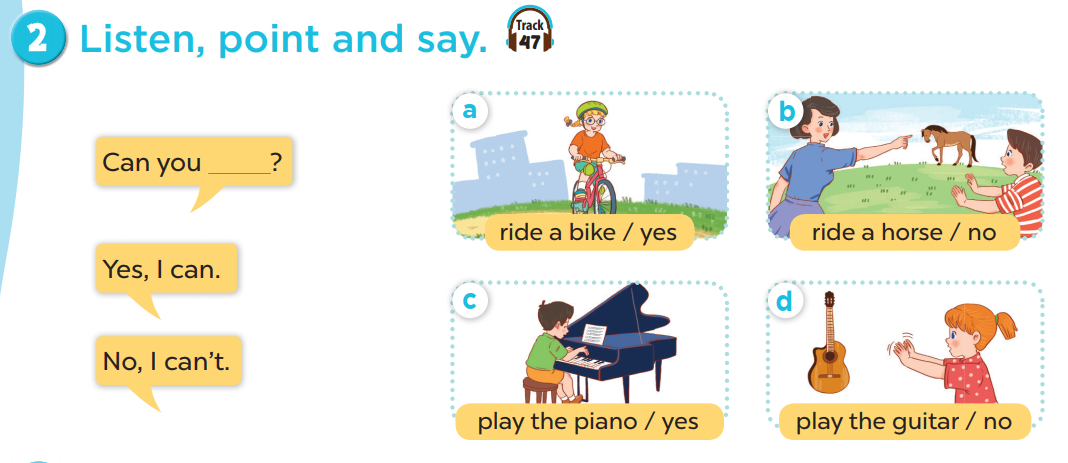 2 Listen, point and say. Track 47
Can you _____?
Yes, I can.
No, I can't.
a
ride a bike / yes
b
ride a horse / no
c
play the piano / yes
d
play the guitar / no